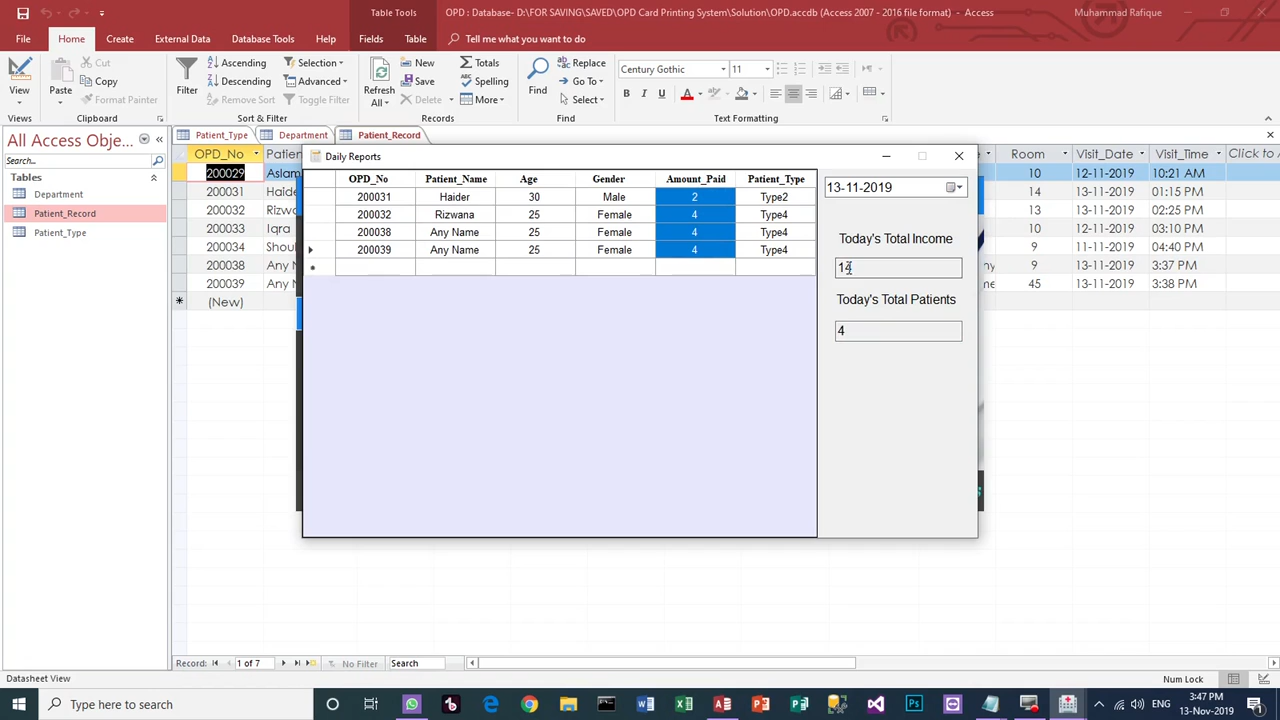 Table Tools
OPD : Database- D:\FOR SAVING\SAVED\OPD Card Printing System\Solution\OPD.accdb (Access 2007 - 2016 file format) - Access
Muhammad Rafique
File Home Create External Data Database Tools Help Fields Table Tell me what you want to do
View
Paste
Cut
Copy
Format Painter
Filter
Ascending
Descending
Remove Sort
Selection
Advanced
Toggle Filter
Refresh
All
New
Save
Delete
Totals
Spelling
More
Find
Replace
Go To
Select
Century Gothic 11
B I U A
Views Clipboard Sort & Filter Records Find Text Formatting
All Access Obje...
Search...
Tables
Department
Patient_Record
Patient_Type
Patient_Type Department Patient_Record
OPD_No Patien Room Visit_Date Visit_Time Click to A
200029 Aslam 10 12-11-2019 10:21 AM
200031 Haide 14 13-11-2019 01:15 PM
200032 Rizwo 13 13-11-2019 02:25 PM
200033 Iqra 10 12-11-2019 03:10 PM
200034 Shoul 9 11-11-2019 04:40 PM
200038 Any N ny 9 13-11-2019 3:37 PM
200039 Any N ne 45 13-11-2019 3:38 PM
(New)
Daily Reports
OPD_No Patient_Name Age Gender Amount_Paid Patient_Type
200031 Haider 30 Male 2 Type2
200032 Rizwana 25 Female 4 Type4
200038 Any Name 25 Female 4 Type4
200039 Any Name 25 Female 4 Type4
13-11-2019
Today's Total Income
14
Today's Total Patients
4
Record: 1 of 7 No Filter Search
Datasheet View
Num Lock
Type here to search
ENG
3:47 PM
13-Nov-2019